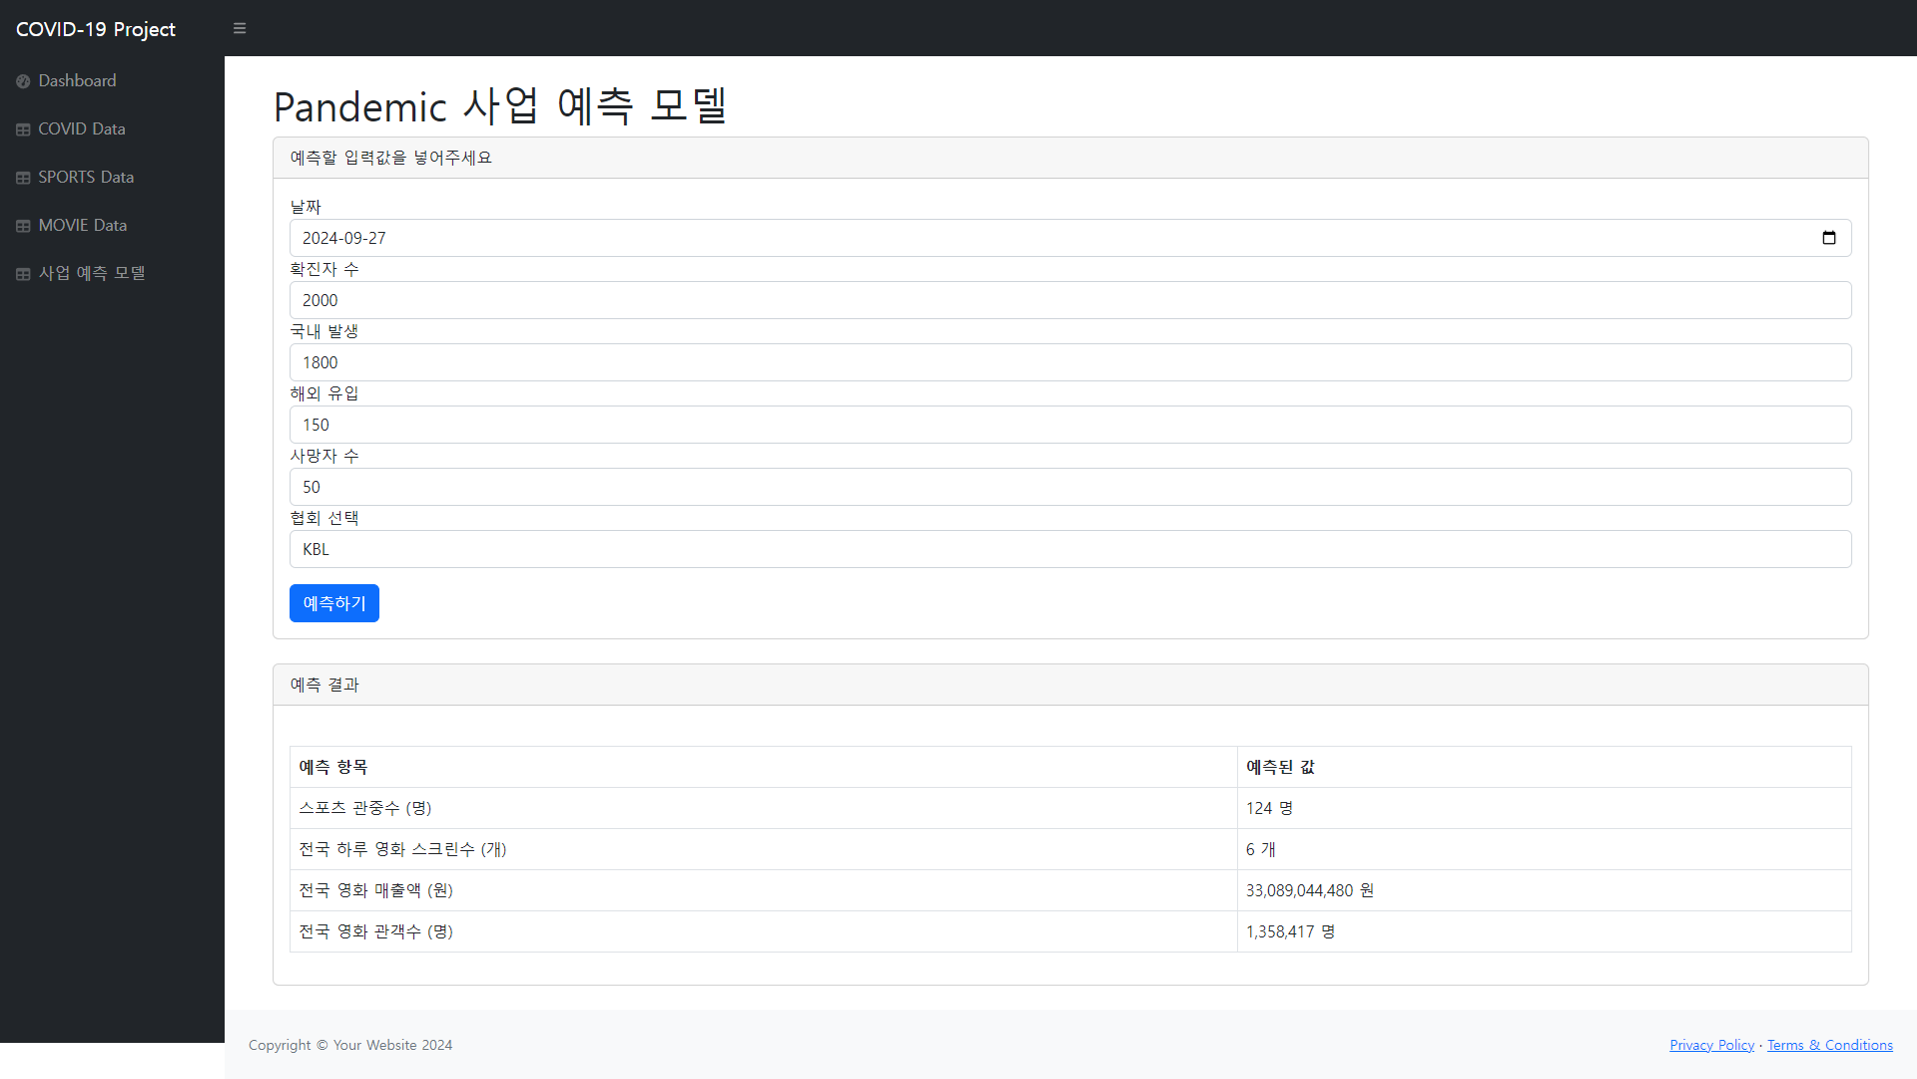 COVID-19 Project
Dashboard
COVID Data
SPORTS Data
MOVIE Data
사업 예측 모델
Pandemic 사업 예측 모델
예측할 입력값을 넣어주세요
날짜
2024-09-27
확진자 수
2000
국내 발생
1800
해외 유입
150
사망자 수
50
협회 선택
KBL
예측하기
예측 결과
예측 항목 예측된 값
스포츠 관중수 (명) 124 명
전국 하루 영화 스크린수 (개) 6 개
전국 영화 매출액 (원) 33,089,044,480 원
전국 영화 관객수 (명) 1,358,417 명
Copyright © Your Website 2024 Privacy Policy · Terms & Conditions